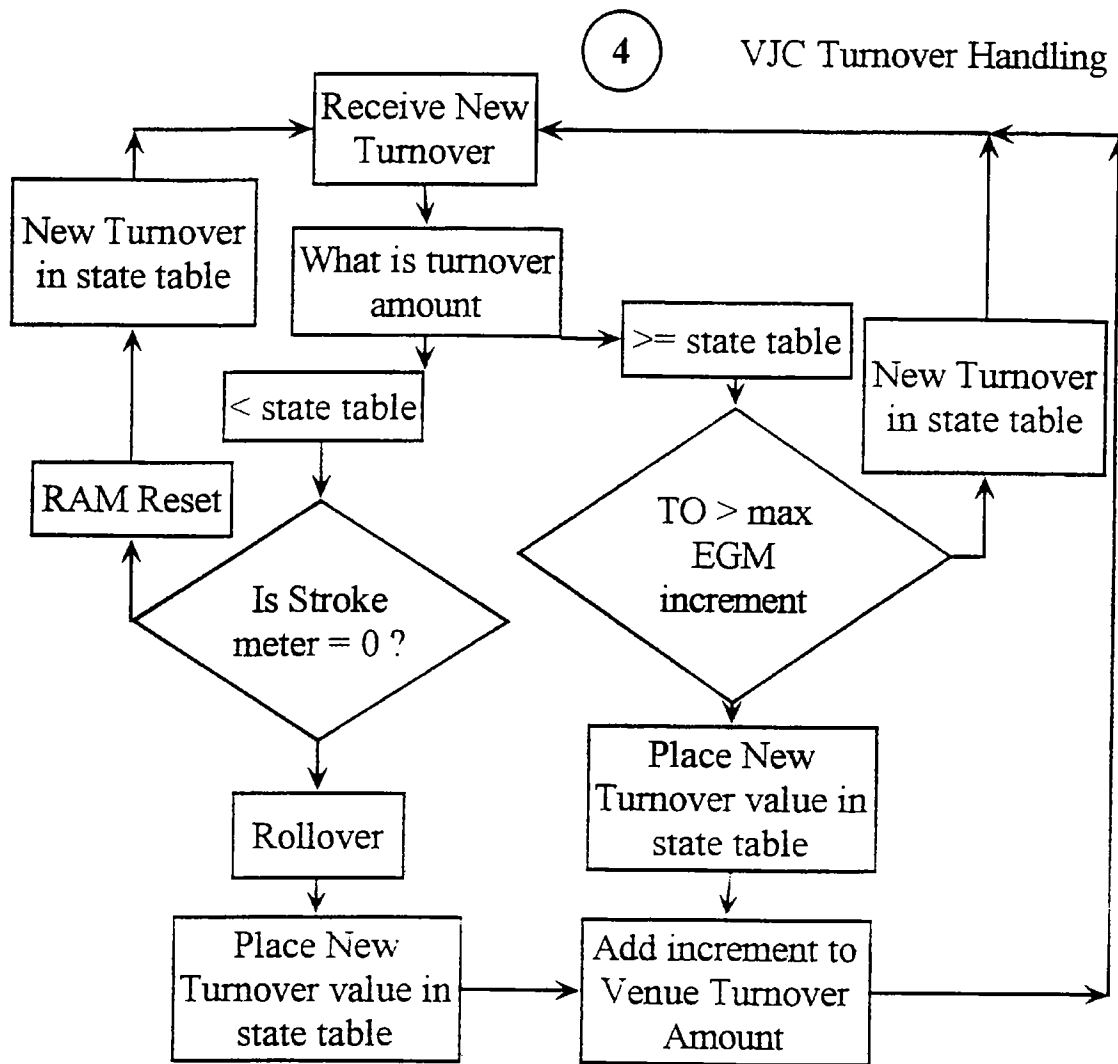 4
VJC Turnover Handling
Receive New
Turnover
New Turnover
in state table
What is turnover
amount
>= state table
New Turnover
in state table
< state table
RAM Reset
TO > max
EGM
increment
Is Stroke
meter = 0 ?
Place New
Turnover value in
state table
Rollover
Place New
Turnover value in
state table
Add increment to
Venue Turnover
Amount